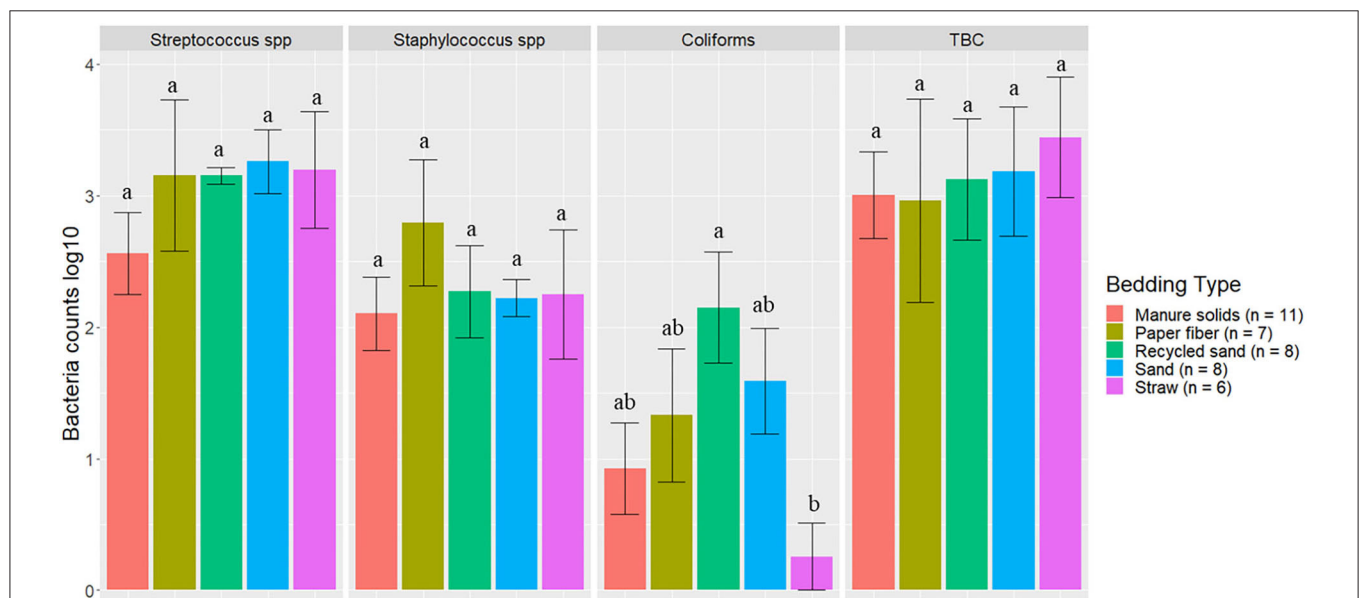 Streptococcus spp
Staphylococcus spp
Coliforms
TBC
Bacteria counts log10
4
3
2
1
0
a
a
a
a
a
a
a
a
a
a
ab
ab
a
ab
b
a
a
a
a
a
Bedding Type
Manure solids (n = 11)
Paper fiber (n = 7)
Recycled sand (n = 8)
Sand (n = 8)
Straw (n = 6)